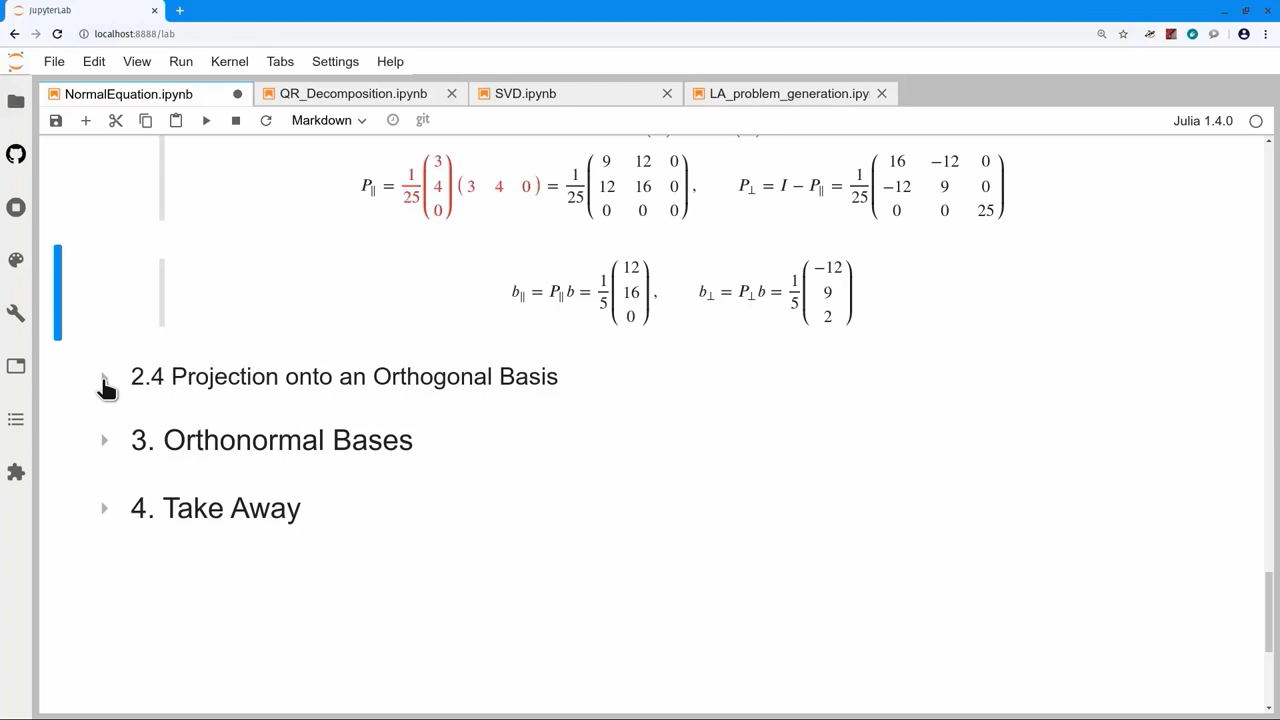 JupyterLab
localhost:8888/lab
File Edit View Run Kernel Tabs Settings Help
NormalEquation.ipynb QR_Decomposition.ipynb SVD.ipynb LA_problem_generation.ipy
Markdown git Julia 1.4.0
P∥ = 1/25 (3 4 0) (3 4 0) = 1/25 (9 12 0; 12 16 0; 0 0 0), P⊥ = I − P∥ = 1/25 (16 −12 0; −12 9 0; 0 0 25)
b∥ = P∥b = 1/5 (12 16 0), b⊥ = P⊥b = 1/5 (−12 9 2)
2.4 Projection onto an Orthogonal Basis
3. Orthonormal Bases
4. Take Away